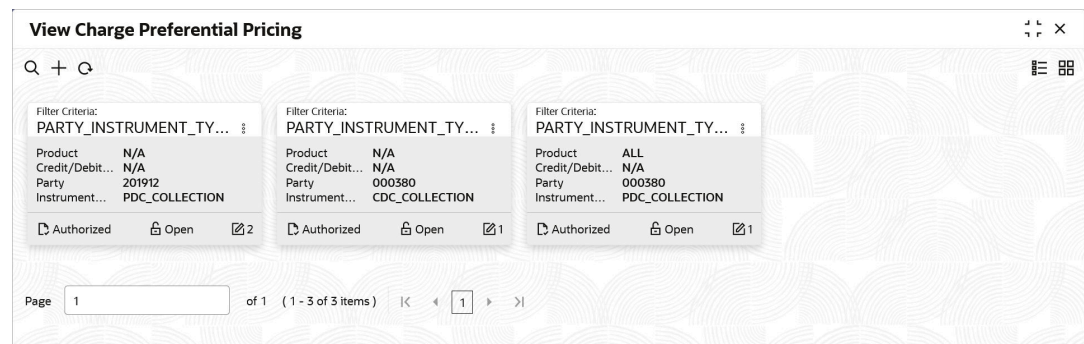 View Charge Preferential Pricing
Filter Criteria:
PARTY_INSTRUMENT_TY...
Product N/A
Credit/Debit... N/A
Party 201912
Instrument... PDC_COLLECTION
Authorized Open 2
Filter Criteria:
PARTY_INSTRUMENT_TY...
Product N/A
Credit/Debit... N/A
Party 000380
Instrument... CDC_COLLECTION
Authorized Open 1
Filter Criteria:
PARTY_INSTRUMENT_TY...
Product ALL
Credit/Debit... N/A
Party 000380
Instrument... PDC_COLLECTION
Authorized Open 1
Page 1 of 1 (1 - 3 of 3 items) 1